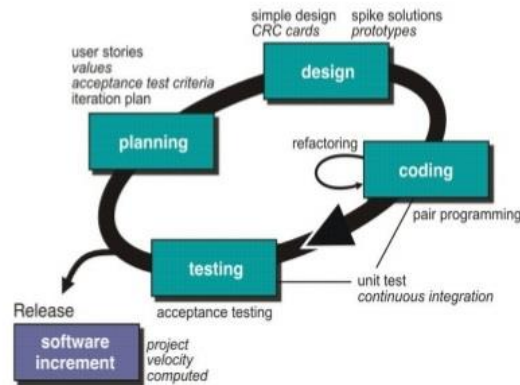 simple design
CRC cards
spike solutions
prototypes
user stories
values
acceptance test criteria
iteration plan
design
planning
refactoring
coding
pair programming
testing
unit test
continuous integration
acceptance testing
Release
software
increment
project
velocity
computed